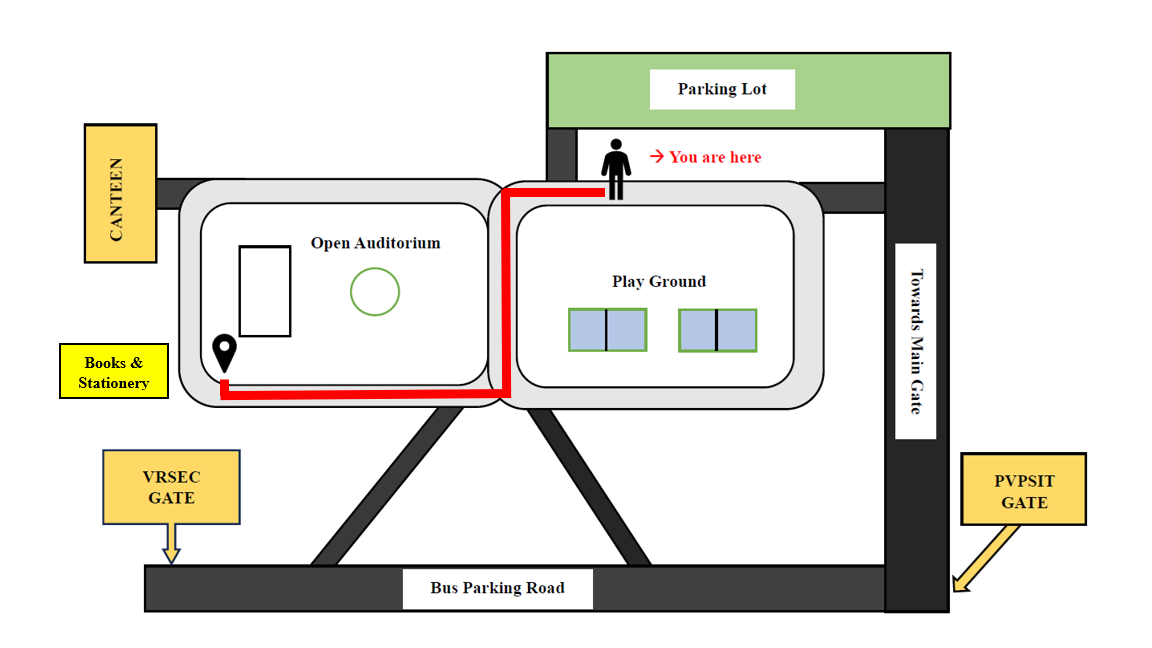 Parking Lot
→ You are here
CANTEEN
Open Auditorium
Play Ground
Towards Main Gate
Books &
Stationery
VRSEC
GATE
PVPSIT
GATE
Bus Parking Road